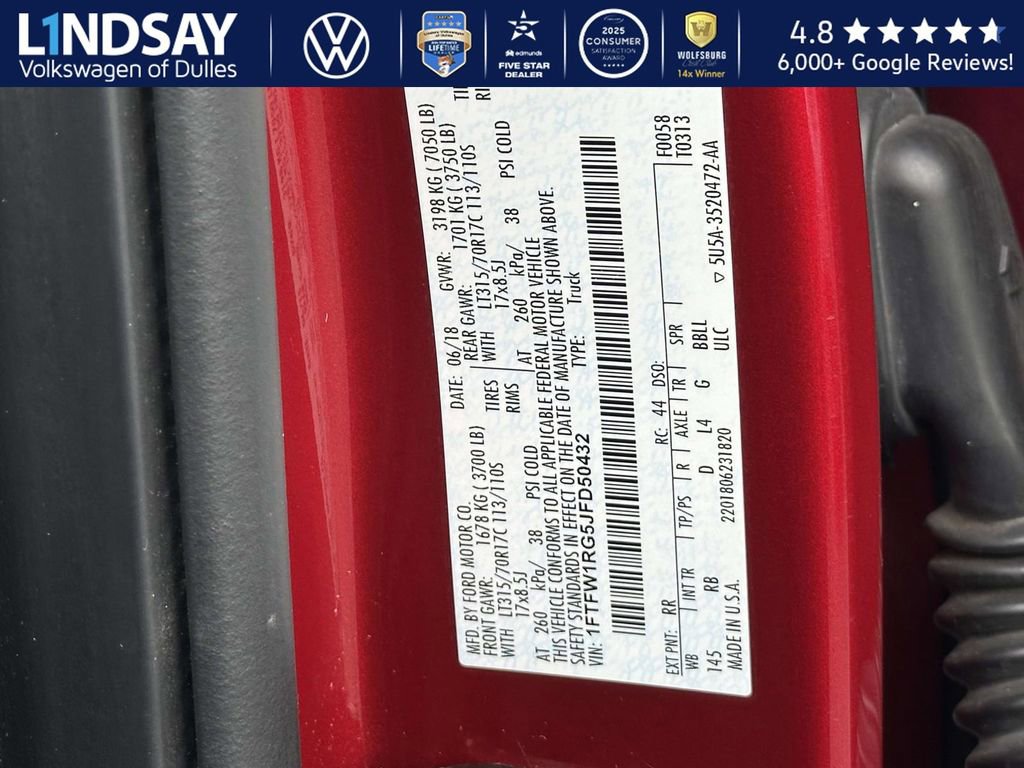 LINDSAY
Volkswagen of Dulles
edmunds
FIVE STAR
DEALER
2025
CONSUMER
SATISFACTION
AWARD
WOLFSBURG
14x Winner
4.8
6,000+ Google Reviews!
MFD. BY FORD MOTOR CO. DATE: 06/18 GVWR: 3198 KG ( 7050 LB)
FRONT GAWR: 1678 KG ( 3700 LB) REAR GAWR: 1701 KG ( 3750 LB)
WITH LT315/70R17C 113/110S TIRES WITH LT315/70R17C 113/110S
17x8.5J RIMS 17x8.5J
AT 260 kPa/ 38 PSI COLD AT 260 kPa/ 38 PSI COLD
THIS VEHICLE CONFORMS TO ALL APPLICABLE FEDERAL MOTOR VEHICLE
SAFETY STANDARDS IN EFFECT ON THE DATE OF MANUFACTURE SHOWN ABOVE.
VIN: 1FTFW1RG5JFD50432 TYPE: Truck
F0058
T0313
EXT PNT: RR RC: 44 DSO:
WB INT TR TP/PS R AXLE TR SPR
145 RB D L4 G BBLL
ULC
MADE IN U.S.A. 2201806231820
▽ 5U5A-3520472-AA